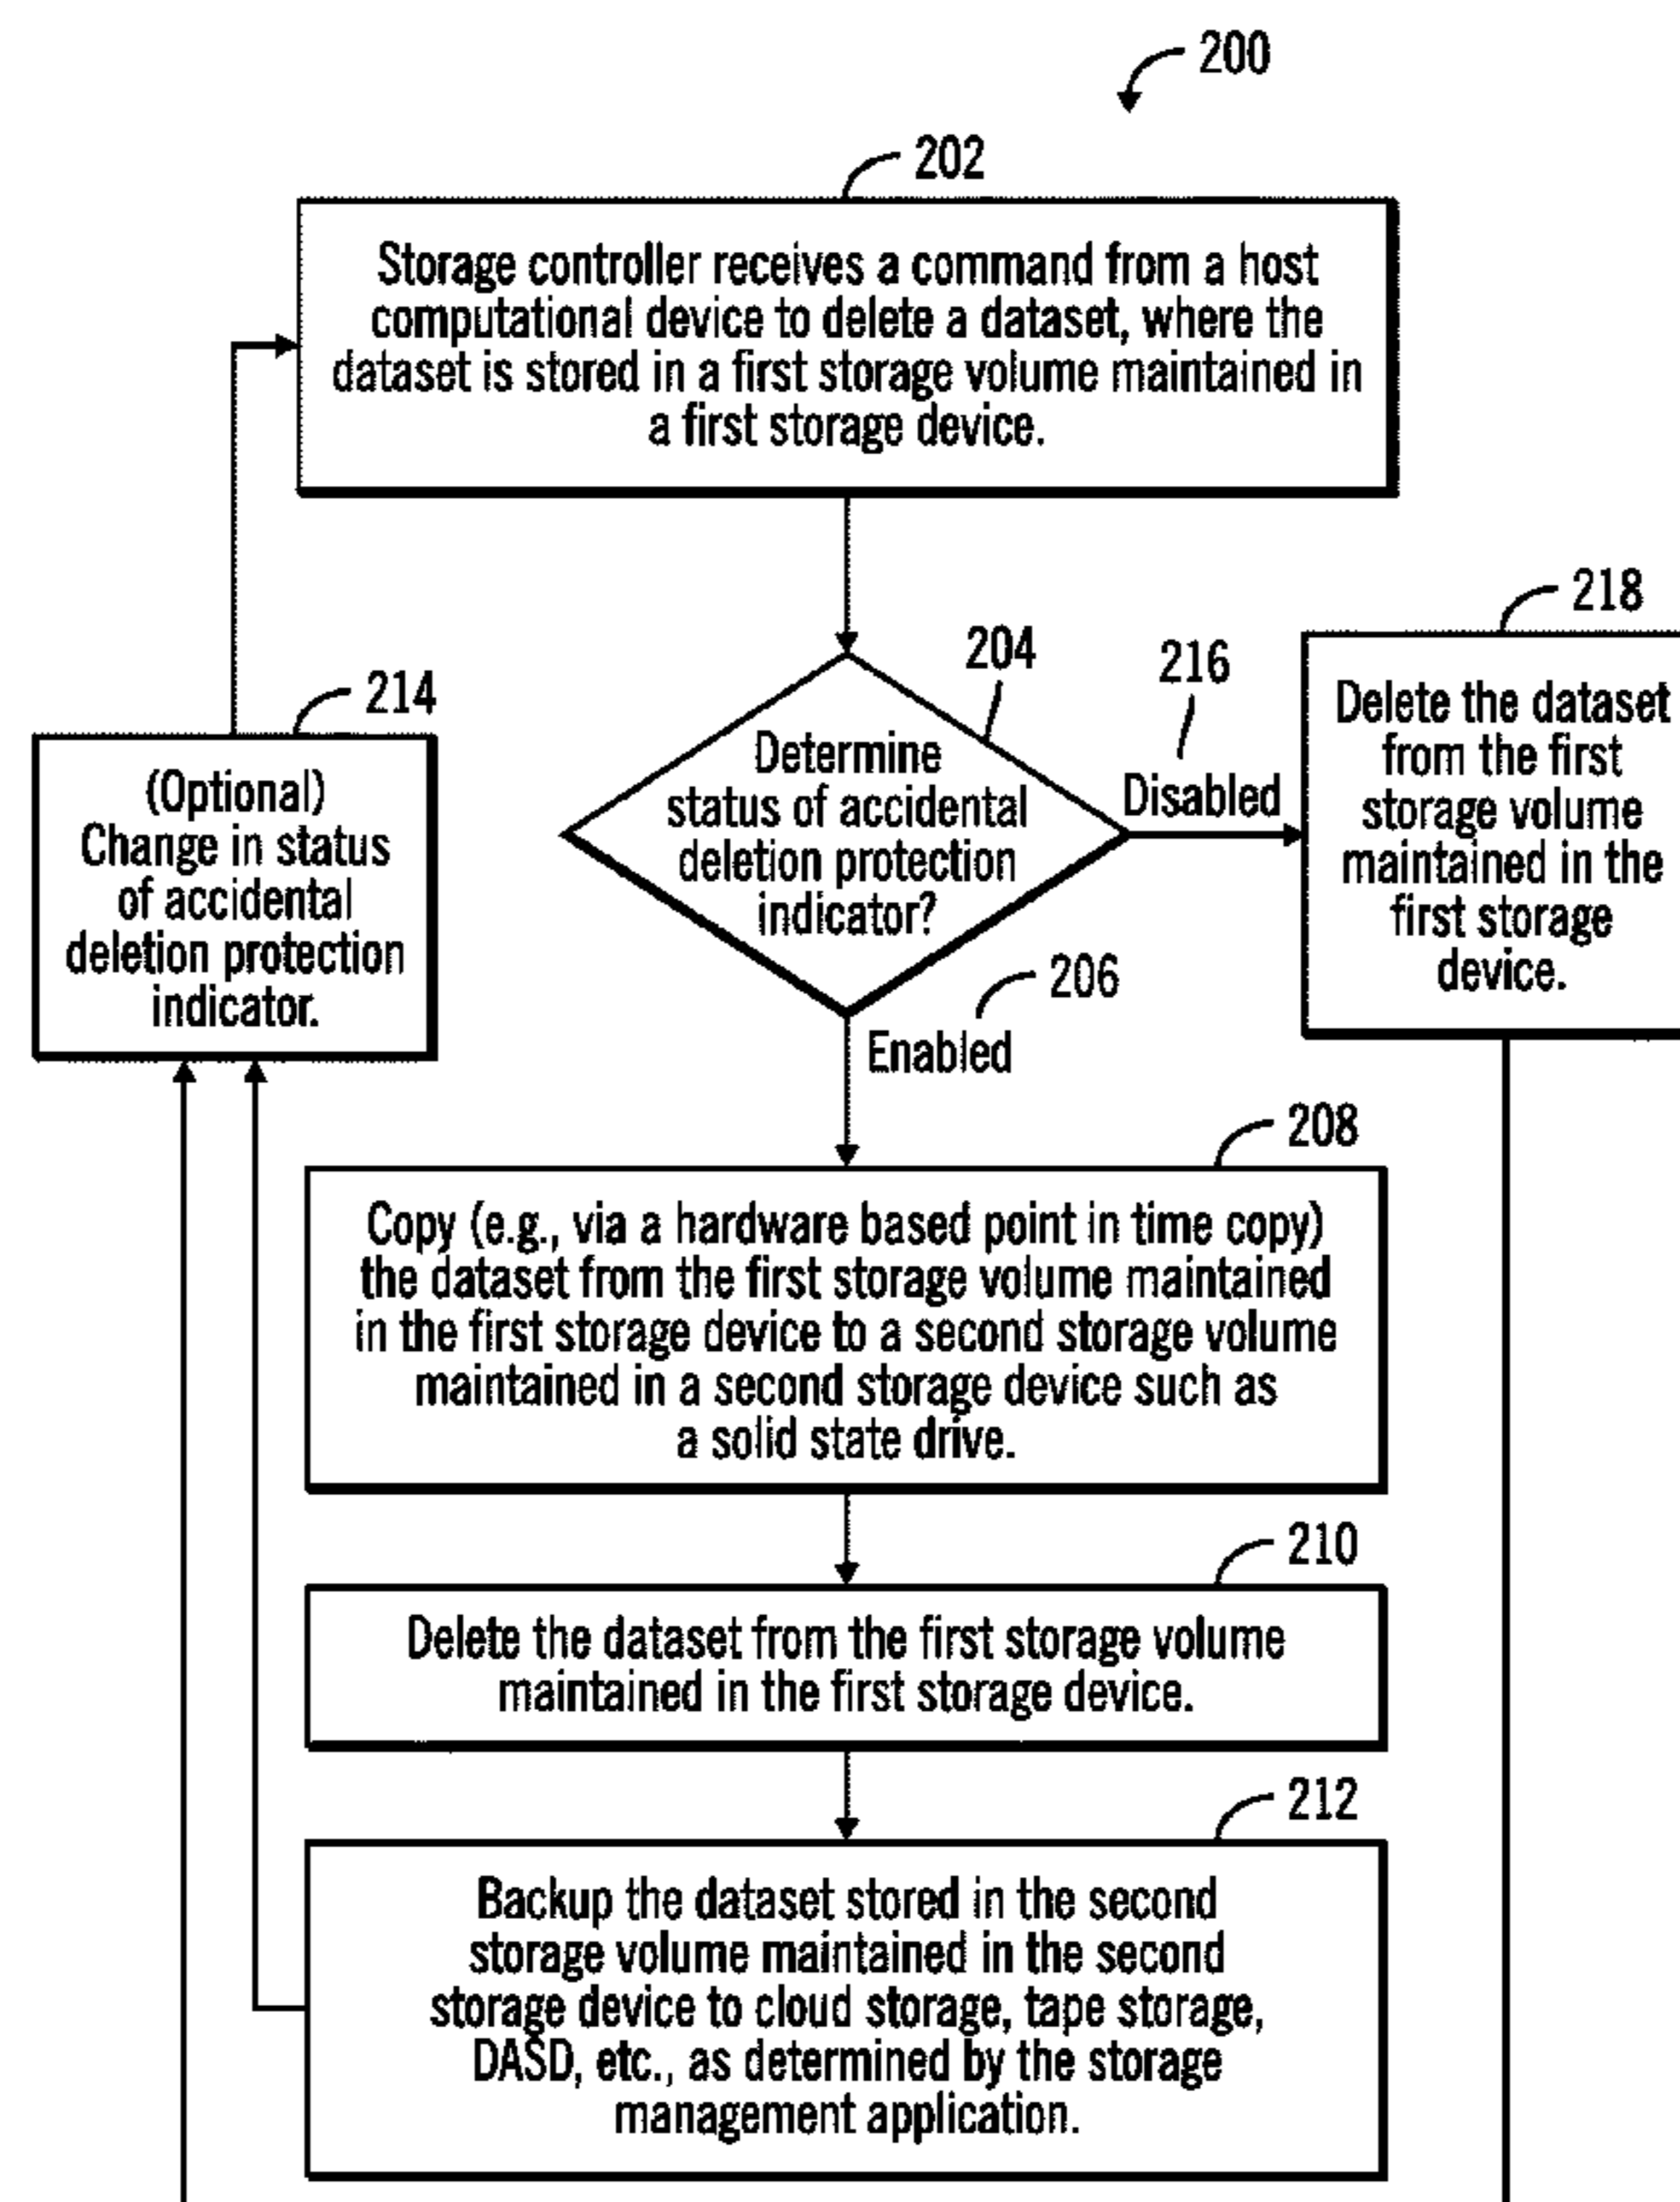 200
202
Storage controller receives a command from a host
computational device to delete a dataset, where the
dataset is stored in a first storage volume maintained in
a first storage device.
204
Determine
status of accidental
deletion protection
indicator?
216
Disabled
218
Delete the dataset
from the first
storage volume
maintained in the
first storage
device.
214
(Optional)
Change in status
of accidental
deletion protection
indicator.
206
Enabled
208
Copy (e.g., via a hardware based point in time copy)
the dataset from the first storage volume maintained
in the first storage device to a second storage volume
maintained in a second storage device such as
a solid state drive.
210
Delete the dataset from the first storage volume
maintained in the first storage device.
212
Backup the dataset stored in the second
storage volume maintained in the second
storage device to cloud storage, tape storage,
DASD, etc., as determined by the storage
management application.